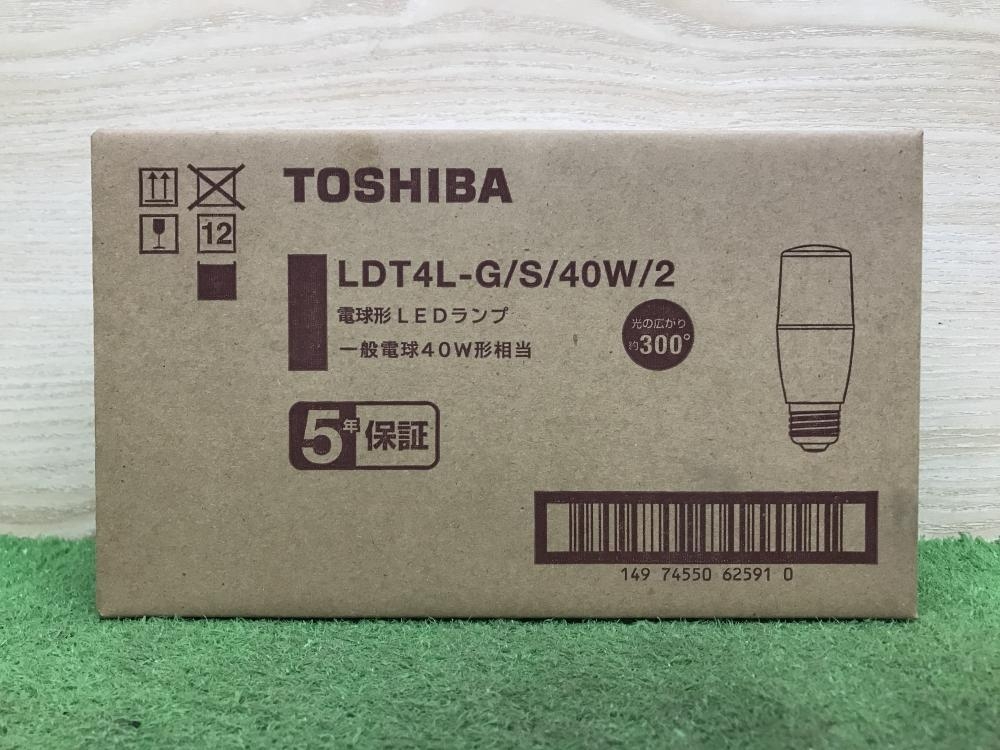 TOSHIBA
12
LDT4L-G/S/40W/2
電球形LEDランプ
一般電球40W形相当
光の広がり
約300°
5年保証
149 74550 62591 0